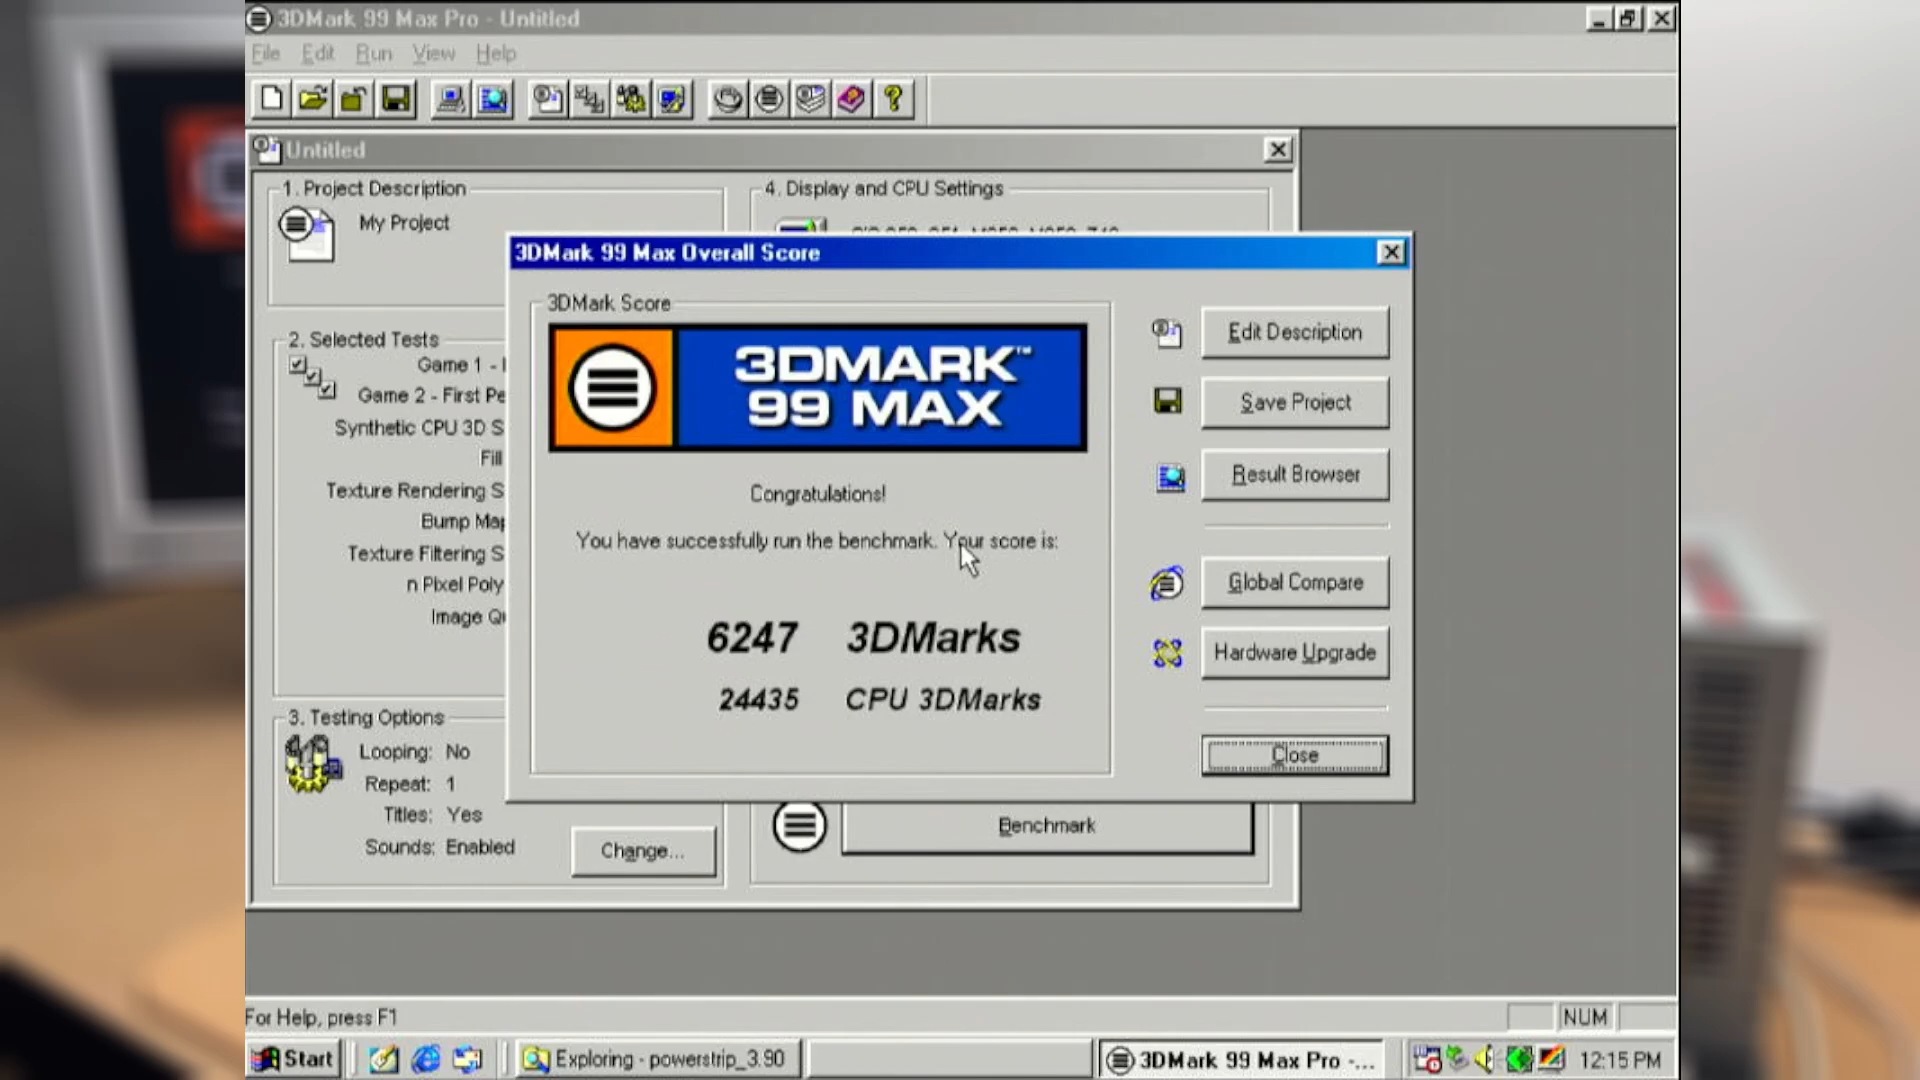 3DMark 99 Max Pro - Untitled
File Edit Run View Help
Untitled
1. Project Description
My Project
4. Display and CPU Settings
3DMark 99 Max Overall Score
3DMark Score
3DMARK™
99 MAX
Congratulations!
You have successfully run the benchmark. Your score is:
6247 3DMarks
24435 CPU 3DMarks
Edit Description
Save Project
Result Browser
Global Compare
Hardware Upgrade
Close
2. Selected Tests
Game 1 -
Game 2 - First Pe
Synthetic CPU 3D S
Fill
Texture Rendering S
Bump Map
Texture Filtering S
n Pixel Poly
Image Qu
3. Testing Options
Looping: No
Repeat: 1
Titles: Yes
Sounds: Enabled
Change...
Benchmark
For Help, press F1
NUM
Start
Exploring - powerstrip_3.90
3DMark 99 Max Pro -...
12:15 PM